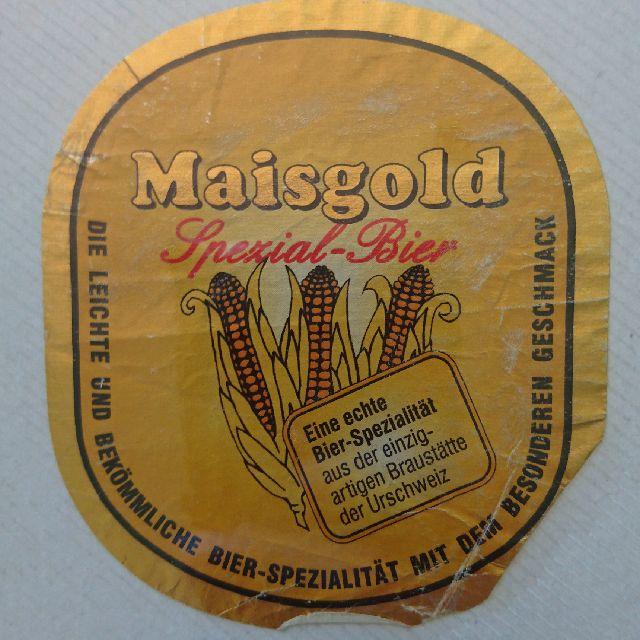 Maisgold
Spezial-Bier
Eine echte
Bier-Spezialität
aus der einzig-
artigen Braustätte
der Urschweiz
DIE LEICHTE UND BEKÖMMLICHE BIER-SPEZIALITÄT MIT DEM BESONDEREN GESCHMACK